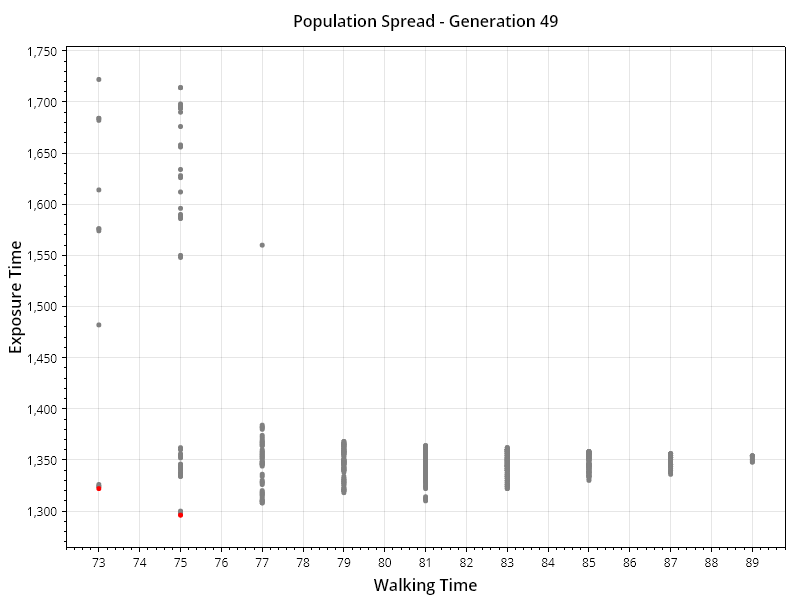 Population Spread - Generation 49
1,750
1,700
1,650
1,600
1,550
1,500
1,450
1,400
1,350
1,300
Exposure Time
73 74 75 76 77 78 79 80 81 82 83 84 85 86 87 88 89
Walking Time